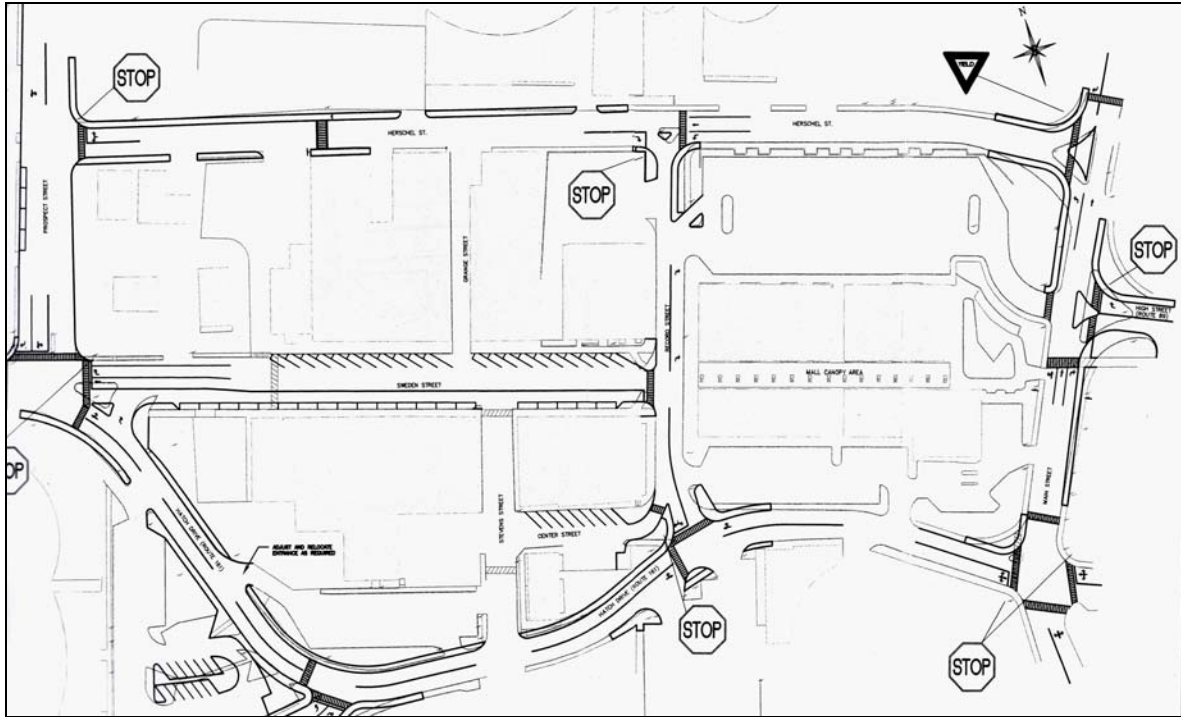 N
STOP
YIELD
HERSCHEL ST.
HERSCHEL ST.
STOP
PROSPECT STREET
GRANGE STREET
STOP
RECORD STREET
HIGH STREET
(ROUTE 89)
MALL CANOPY AREA
SWEDEN STREET
OP
MAIN STREET
STEVENS STREET
CENTER STREET
HATCH DRIVE (ROUTE 161)
ADJUST AND RELOCATE
ENTRANCE AS REQUIRED
HATCH DRIVE (ROUTE 161)
STOP
STOP